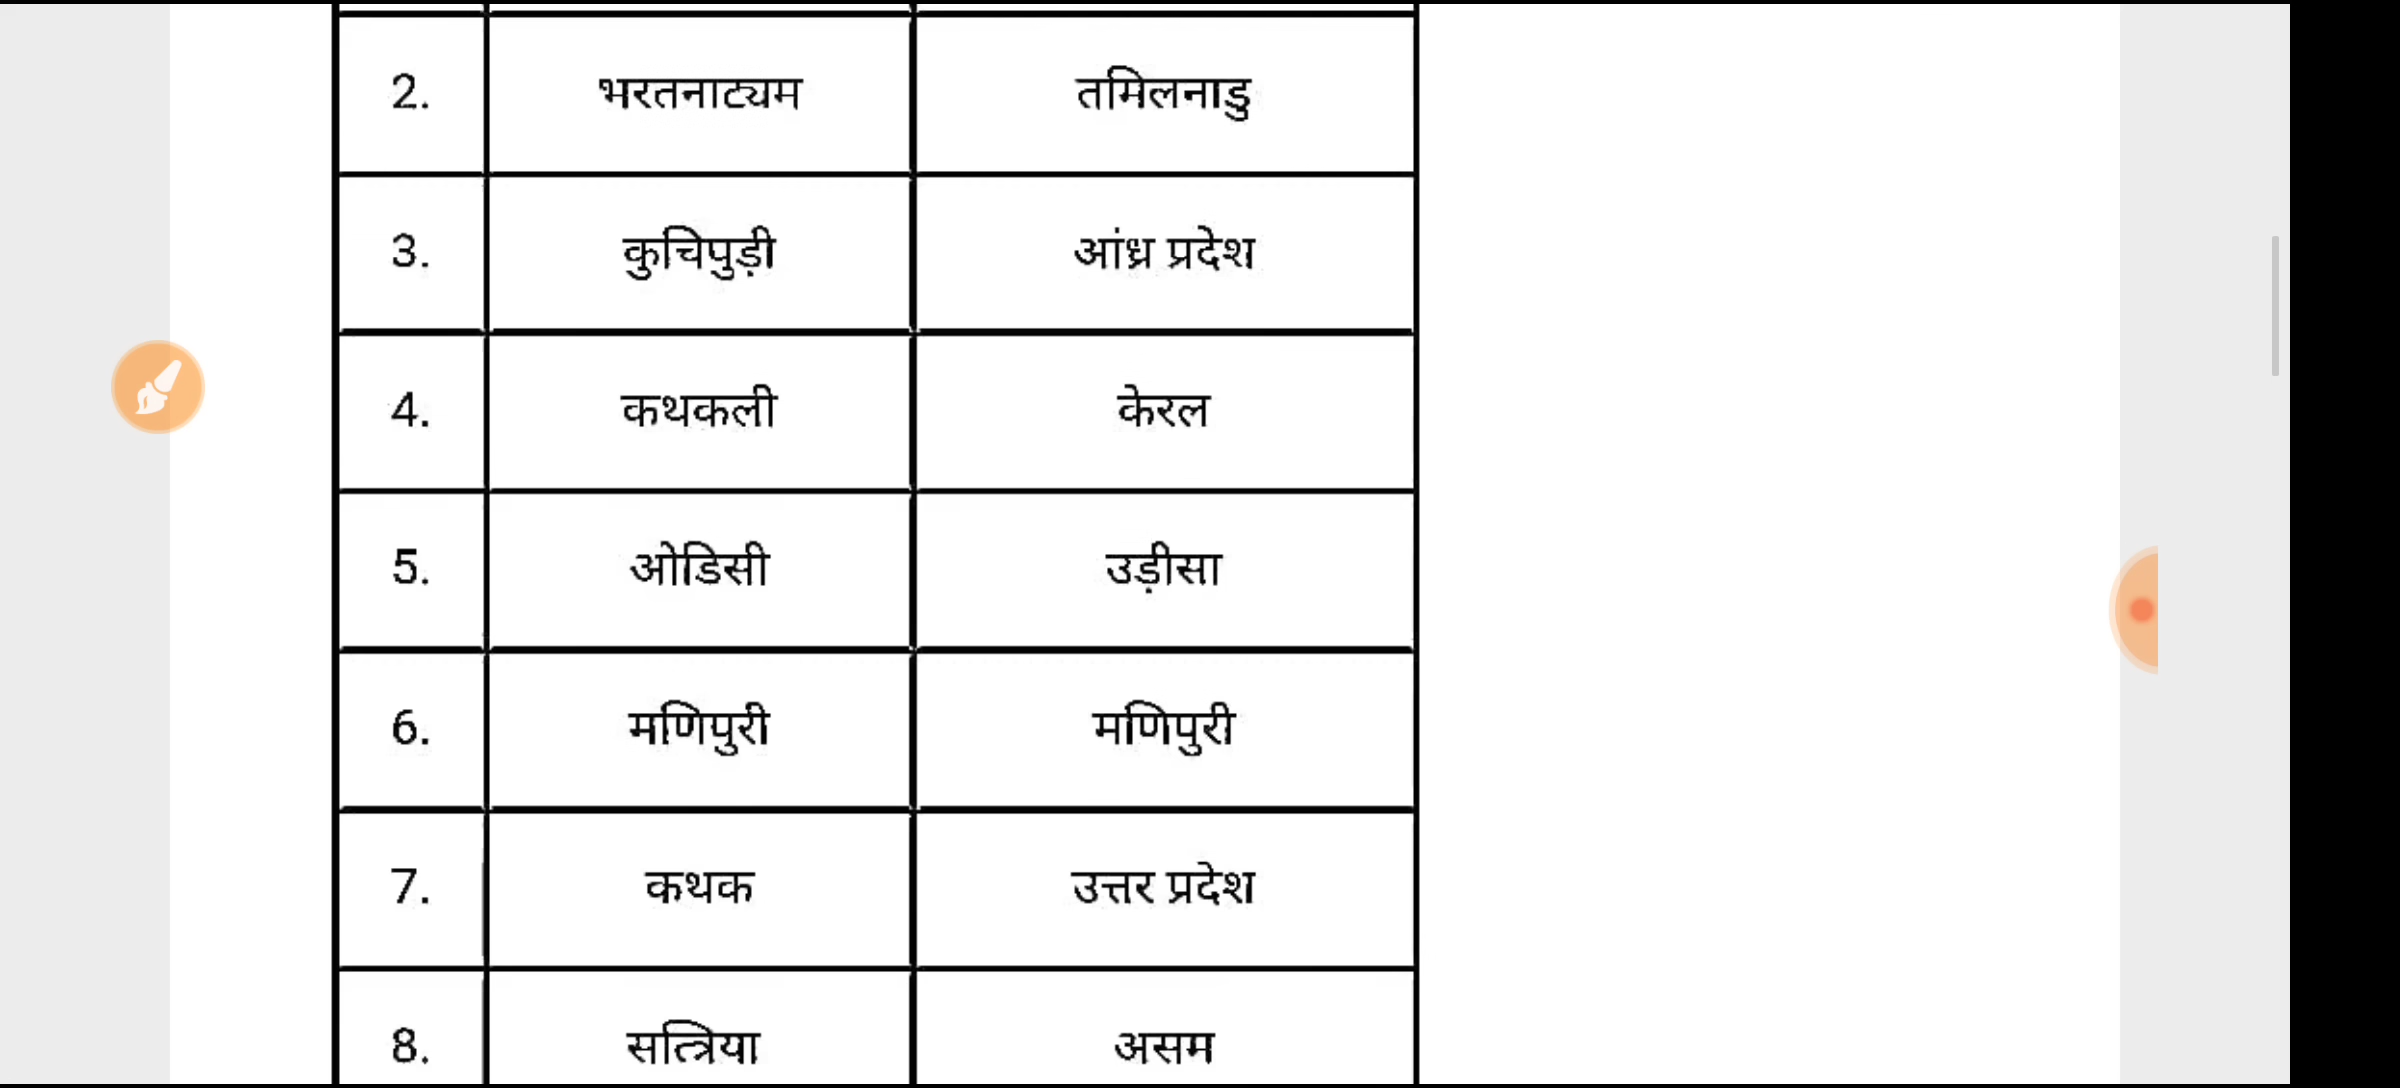 2. भरतनाट्यम तमिलनाडु
3. कुचिपुड़ी आंध्र प्रदेश
4. कथकली केरल
5. ओडिसी उड़ीसा
6. मणिपुरी मणिपुरी
7. कथक उत्तर प्रदेश
8. सत्त्रिया असम